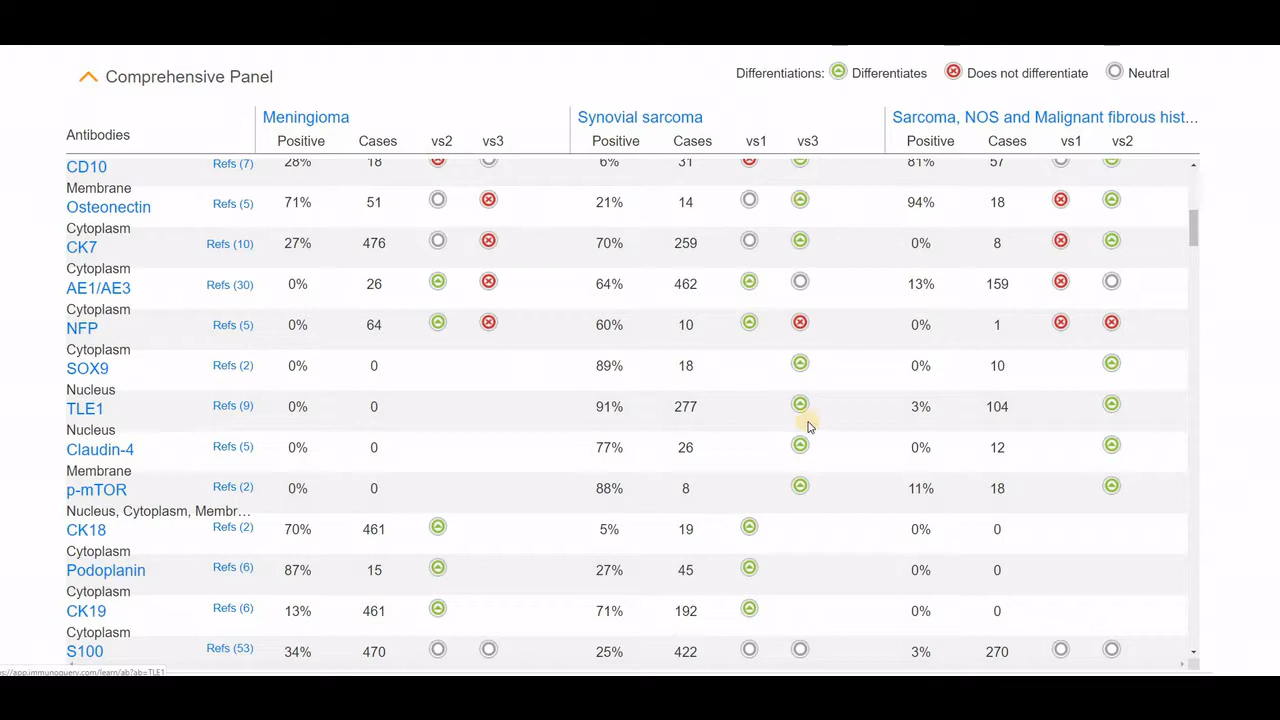 Comprehensive Panel
Differentiations: Differentiates Does not differentiate Neutral
Antibodies
Meningioma Synovial sarcoma Sarcoma, NOS and Malignant fibrous hist...
Positive Cases vs2 vs3 Positive Cases vs1 vs3 Positive Cases vs1 vs2
CD10 Refs (7) 28% 18 6% 31 81% 57
Membrane
Osteonectin Refs (5) 71% 51 21% 14 94% 18
Cytoplasm
CK7 Refs (10) 27% 476 70% 259 0% 8
Cytoplasm
AE1/AE3 Refs (30) 0% 26 64% 462 13% 159
Cytoplasm
NFP Refs (5) 0% 64 60% 10 0% 1
Cytoplasm
SOX9 Refs (2) 0% 0 89% 18 0% 10
Nucleus
TLE1 Refs (9) 0% 0 91% 277 3% 104
Nucleus
Claudin-4 Refs (5) 0% 0 77% 26 0% 12
Membrane
p-mTOR Refs (2) 0% 0 88% 8 11% 18
Nucleus, Cytoplasm, Membr...
CK18 Refs (2) 70% 461 5% 19 0% 0
Cytoplasm
Podoplanin Refs (6) 87% 15 27% 45 0% 0
Cytoplasm
CK19 Refs (6) 13% 461 71% 192 0% 0
Cytoplasm
S100 Refs (53) 34% 470 25% 422 3% 270
s://app.immunoquery.com/learn/ab?ab=TLE1